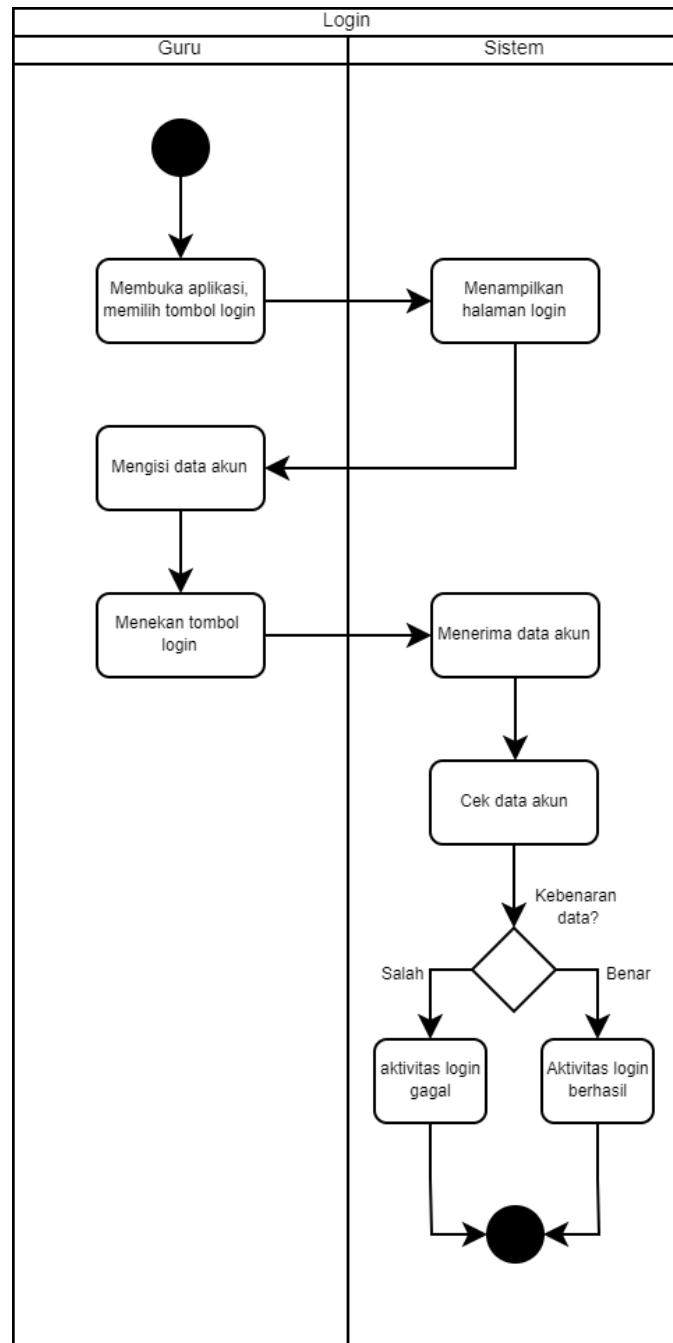 Login
Guru
Sistem
Membuka aplikasi,
memilih tombol login
Menampilkan
halaman login
Mengisi data akun
Menekan tombol
login
Menerima data akun
Cek data akun
Kebenaran
data?
Salah
Benar
aktivitas login
gagal
Aktivitas login
berhasil